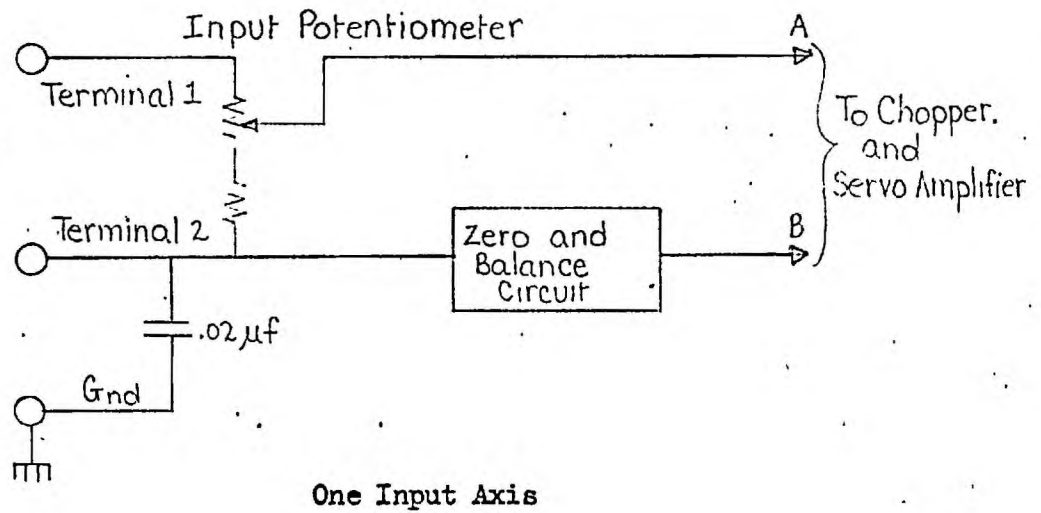 Input Potentiometer
A
Terminal 1
To Chopper.
and
Servo Amplifier
Terminal 2
B
Zero and
Balance
Circuit
.02 µf
Gnd
One Input Axis